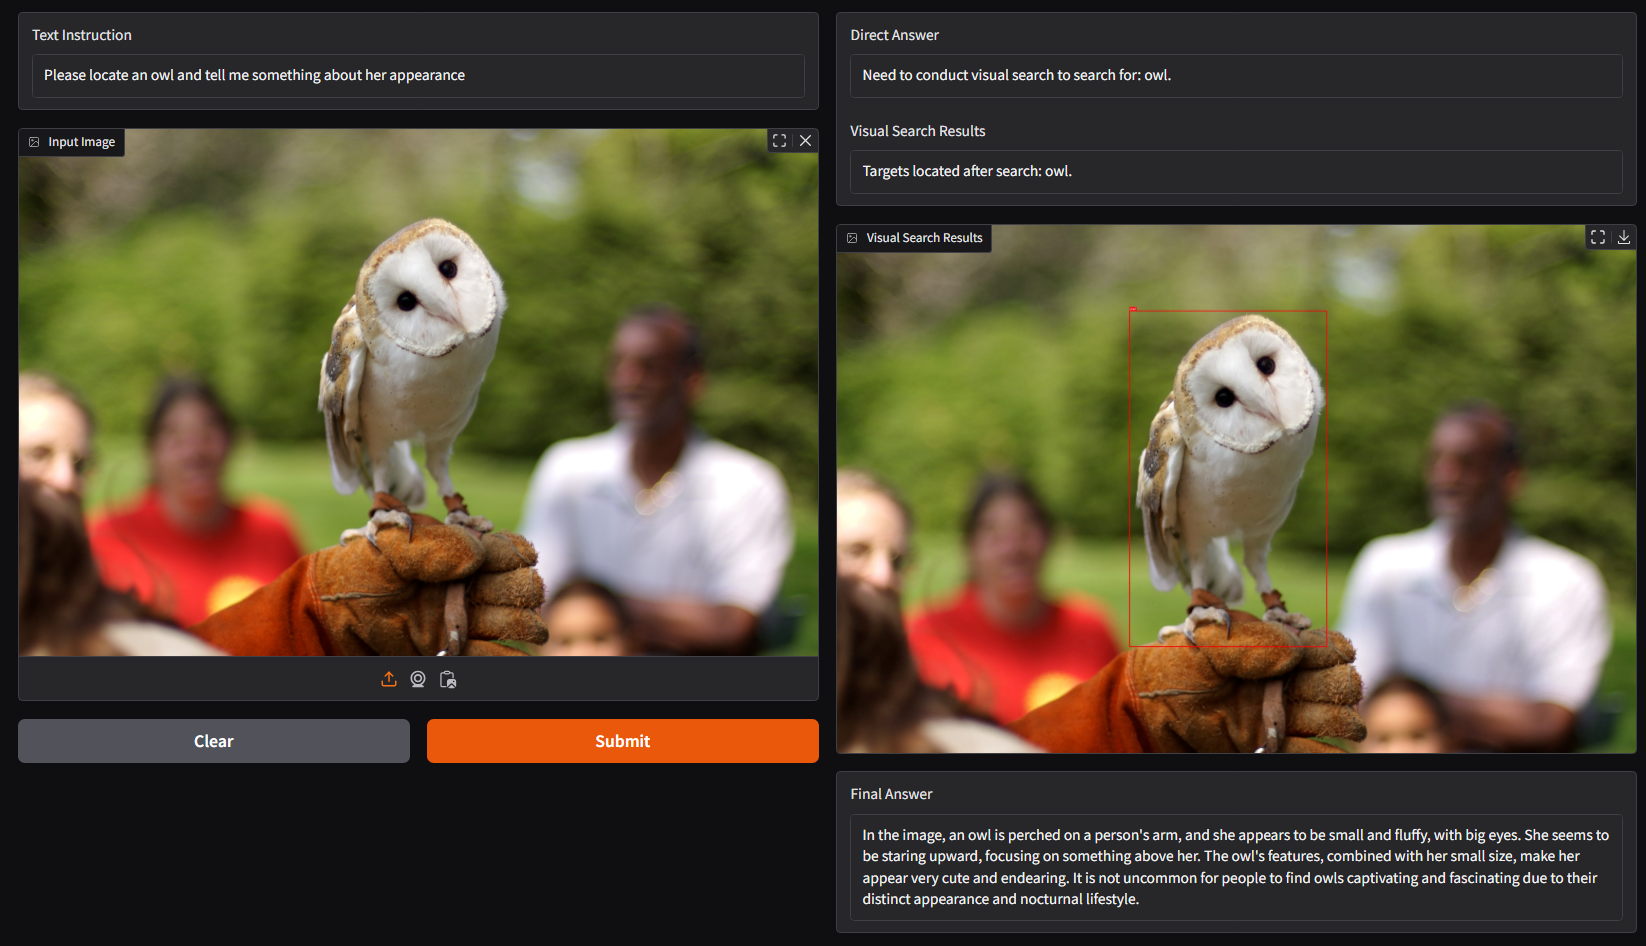 Text Instruction
Please locate an owl and tell me something about her appearance
Input Image
Clear
Submit
Direct Answer
Need to conduct visual search to search for: owl.
Visual Search Results
Targets located after search: owl.
Visual Search Results
Final Answer
In the image, an owl is perched on a person's arm, and she appears to be small and fluffy, with big eyes. She seems to
be staring upward, focusing on something above her. The owl's features, combined with her small size, make her
appear very cute and endearing. It is not uncommon for people to find owls captivating and fascinating due to their
distinct appearance and nocturnal lifestyle.